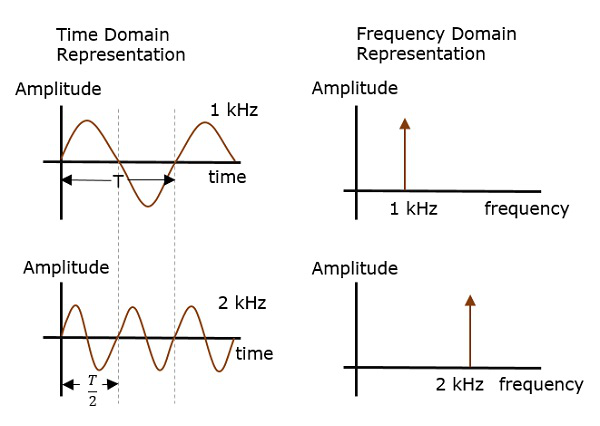 Time Domain
Representation
Frequency Domain
Representation
Amplitude
1 kHz
T
time
Amplitude
1 kHz
frequency
Amplitude
2 kHz
time
T
2
Amplitude
2 kHz
frequency